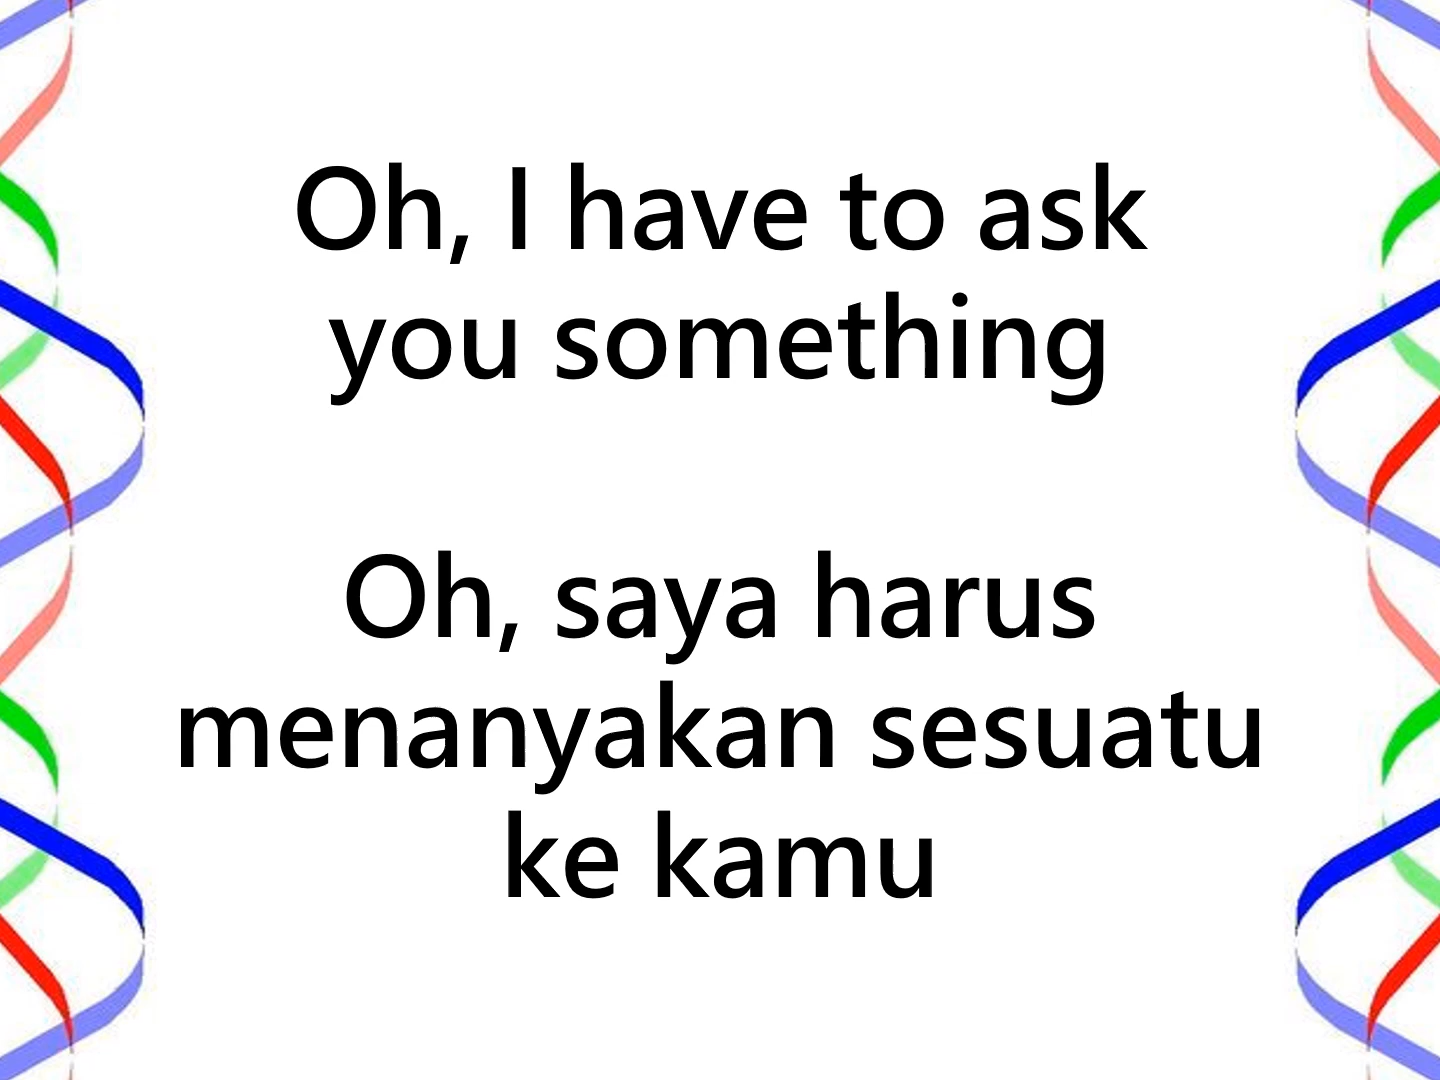 Oh, I have to ask
you something
Oh, saya harus
menanyakan sesuatu
ke kamu